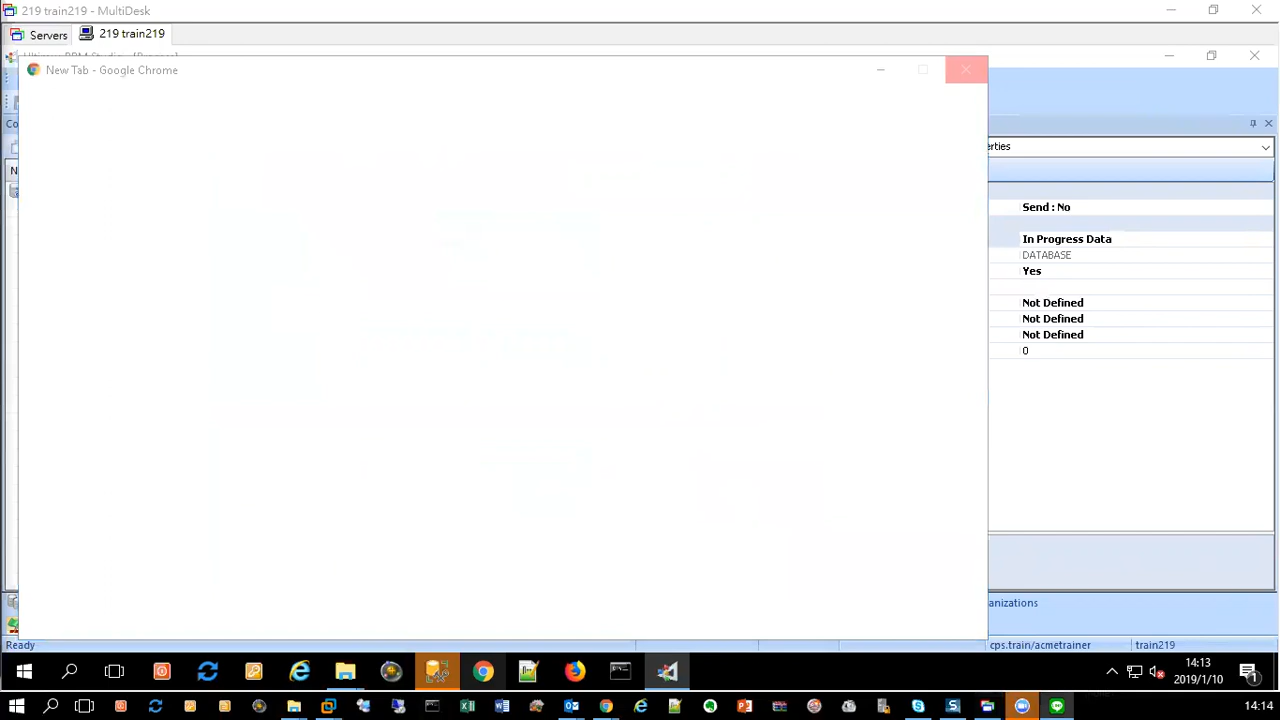 219 train219 - MultiDesk
Servers
219 train219
New Tab - Google Chrome
Co
erties
N
Send : No
In Progress Data
DATABASE
Yes
Not Defined
Not Defined
Not Defined
0
anizations
Ready
cps.train/acmetrainer
train219
14:13
2019/1/10
1
14:14